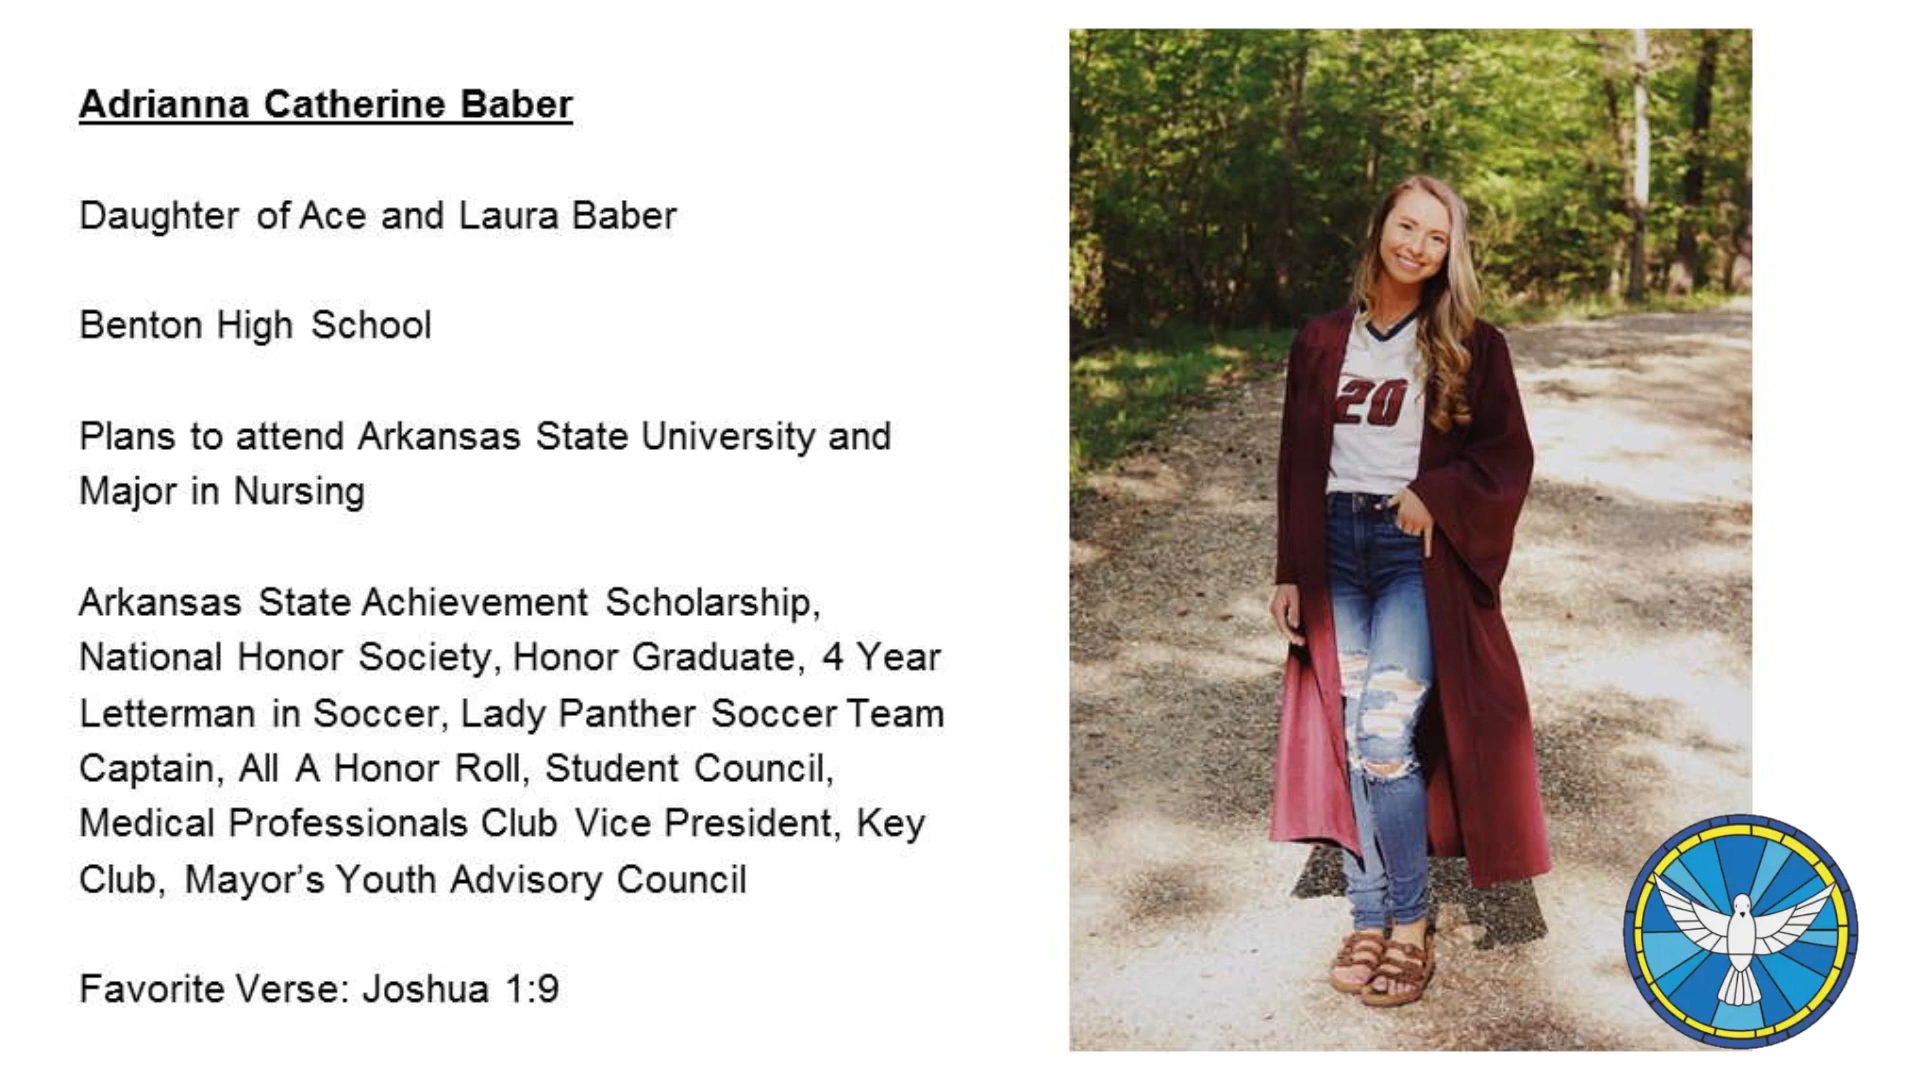 Adrianna Catherine Baber
Daughter of Ace and Laura Baber
Benton High School
Plans to attend Arkansas State University and
Major in Nursing
Arkansas State Achievement Scholarship,
National Honor Society, Honor Graduate, 4 Year
Letterman in Soccer, Lady Panther Soccer Team
Captain, All A Honor Roll, Student Council,
Medical Professionals Club Vice President, Key
Club, Mayor’s Youth Advisory Council
Favorite Verse: Joshua 1:9
20